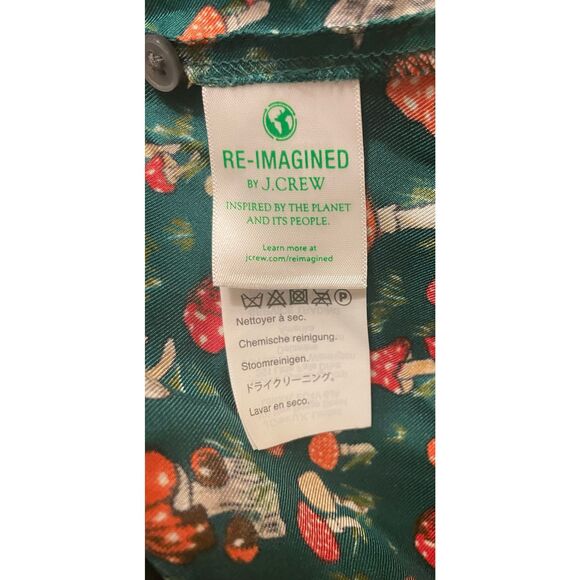 RE-IMAGINED
BY J.CREW
INSPIRED BY THE PLANET
AND ITS PEOPLE.
Learn more at
jcrew.com/reimagined
P
Nettoyer à sec.
Chemische reinigung.
Stoomreinigen.
ドライクリーニング。
Lavar en seco.